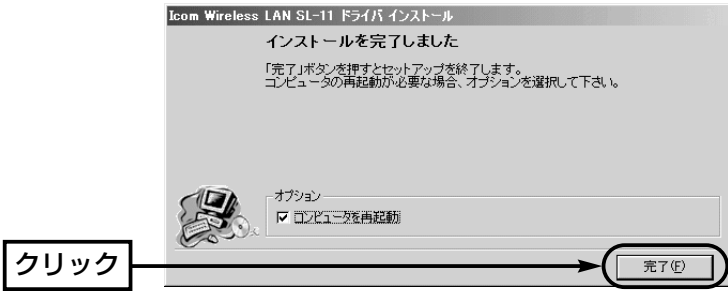 Icom Wireless LAN SL-11 ドライバ インストール
インストールを完了しました
「完了」ボタンを押すとセットアップを終了します。
コンピュータの再起動が必要な場合、オプションを選択して下さい。
オプション
コンピュータを再起動
クリック
完了(F)